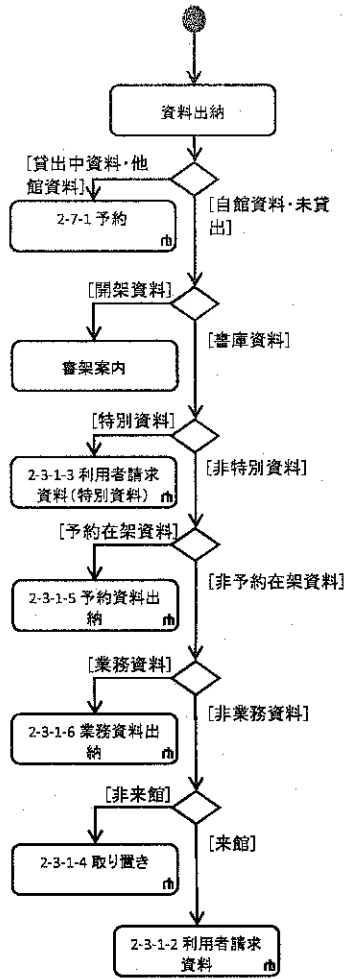 資料出納
[貸出中資料・他
館資料]
2-7-1 予約
[自館資料・未貸
出]
[開架資料]
[書庫資料]
書架案内
[特別資料]
[非特別資料]
2-3-1-3 利用者請求
資料(特別資料)
[予約在架資料]
[非予約在架資料]
2-3-1-5 予約資料出
納
[業務資料]
[非業務資料]
2-3-1-6 業務資料出
納
[非来館]
[来館]
2-3-1-4 取り置き
2-3-1-2 利用者請求
資料